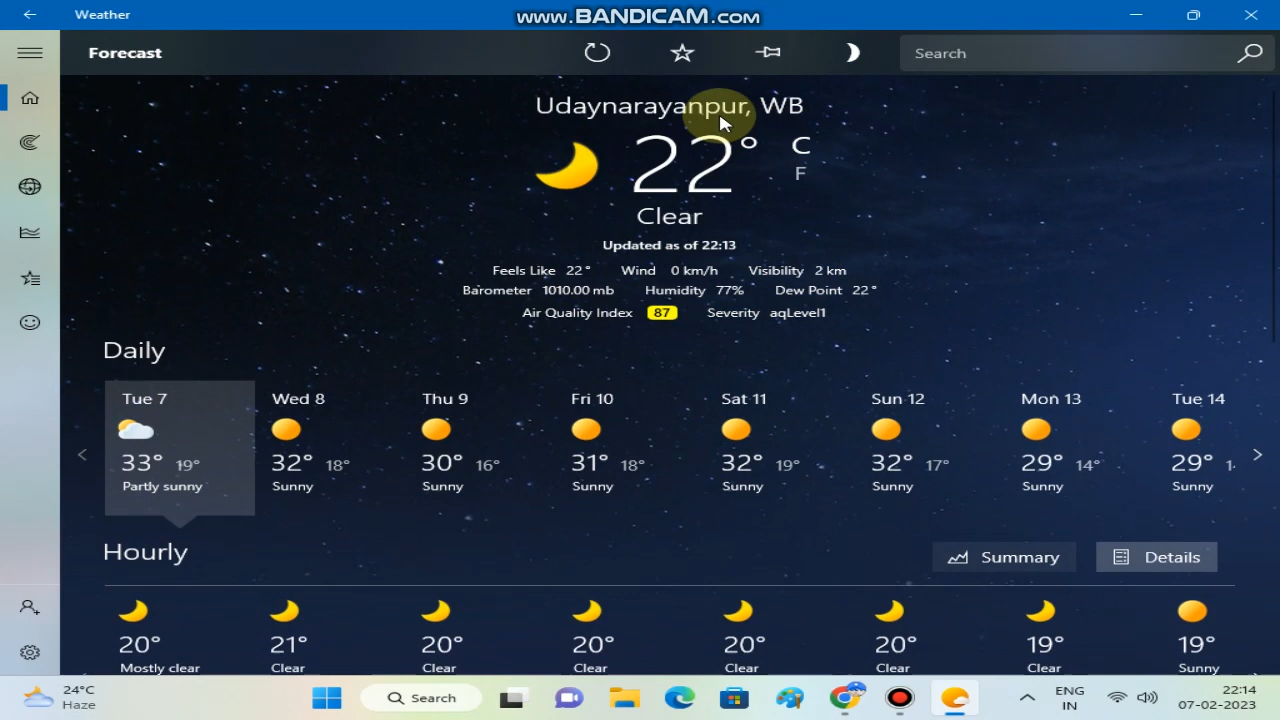 Weather
www.BANDICAM.com
Forecast
Search
Udaynarayanpur, WB
22° C
F
Clear
Updated as of 22:13
Feels Like 22° Wind 0 km/h Visibility 2 km
Barometer 1010.00 mb Humidity 77% Dew Point 22°
Air Quality Index 87 Severity aqLevel1
Daily
Tue 7 Wed 8 Thu 9 Fri 10 Sat 11 Sun 12 Mon 13 Tue 14
33° 19° 32° 18° 30° 16° 31° 18° 32° 19° 32° 17° 29° 14° 29°
Partly sunny Sunny Sunny Sunny Sunny Sunny Sunny Sunny
Hourly Summary Details
20° 21° 20° 20° 20° 20° 19° 19°
Mostly clear Clear Clear Clear Clear Clear Clear Sunny
24°C
Haze
Search
ENG
IN
22:14
07-02-2023